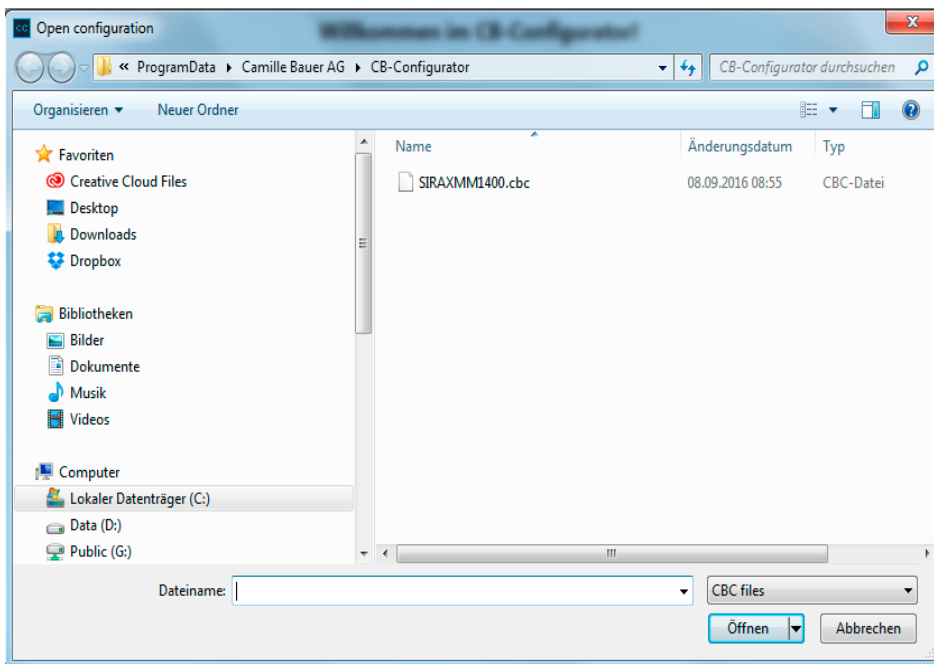 Open configuration
Willkommen im CB-Configurator!
« ProgramData ▸ Camille Bauer AG ▸ CB-Configurator
CB-Configurator durchsuchen
Organisieren
Neuer Ordner
Favoriten
Creative Cloud Files
Desktop
Downloads
Dropbox
Bibliotheken
Bilder
Dokumente
Musik
Videos
Computer
Lokaler Datenträger (C:)
Data (D:)
Public (G:)
Name Änderungsdatum Typ
SIRAXMM1400.cbc 08.09.2016 08:55 CBC-Datei
Dateiname:
CBC files
Öffnen
Abbrechen